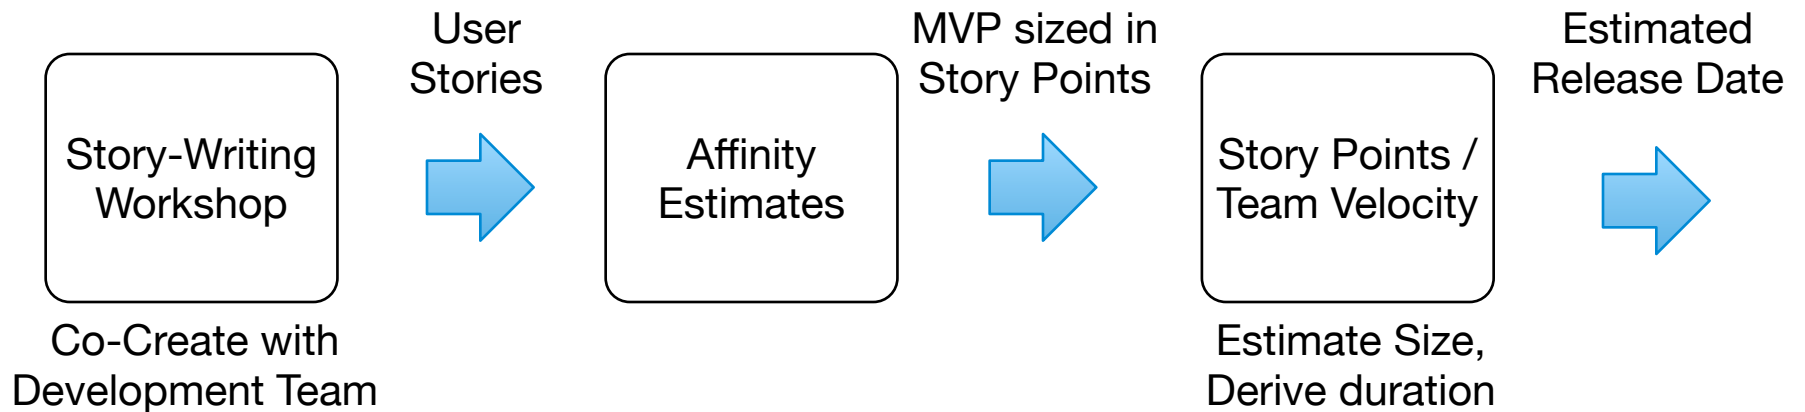 User
Stories
MVP sized in
Story Points
Estimated
Release Date
Story-Writing
Workshop
Affinity
Estimates
Story Points /
Team Velocity
Co-Create with
Development Team
Estimate Size,
Derive duration